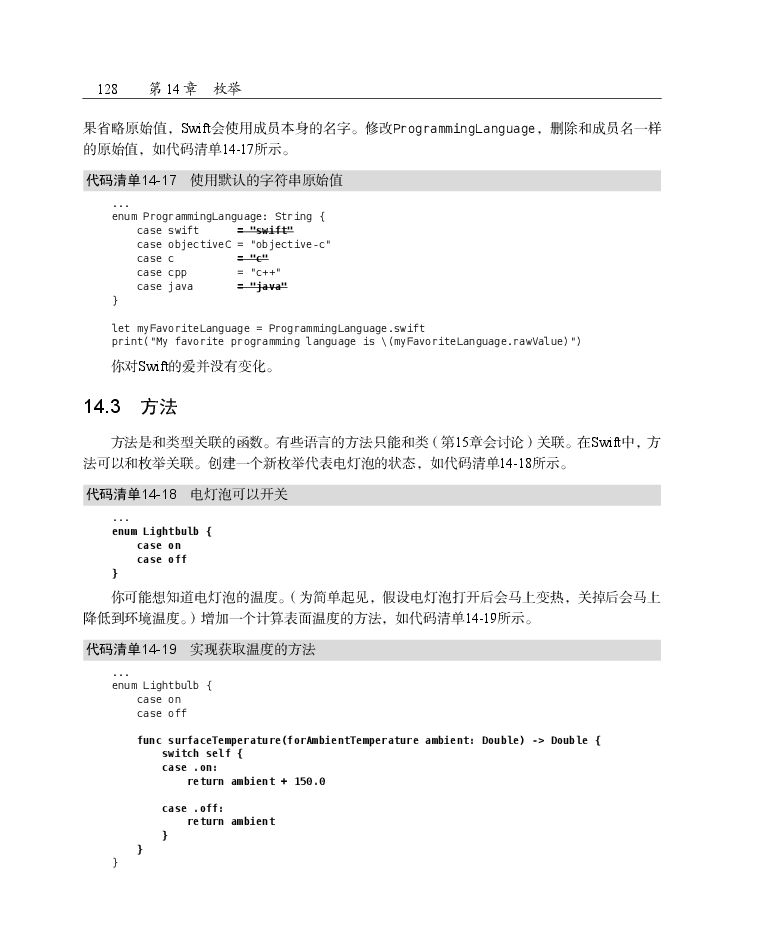 128 第 14 章 枚举
果省略原始值，Swift会使用成员本身的名字。修改ProgrammingLanguage，删除和成员名一样
的原始值，如代码清单14-17所示。
代码清单14-17 使用默认的字符串原始值
...
enum ProgrammingLanguage: String {
    case swift      = "swift"
    case objectiveC = "objective-c"
    case c          = "c"
    case cpp        = "c++"
    case java       = "java"
}
let myFavoriteLanguage = ProgrammingLanguage.swift
print("My favorite programming language is \(myFavoriteLanguage.rawValue)")
你对Swift的爱并没有变化。
14.3 方法
方法是和类型关联的函数。有些语言的方法只能和类（第15章会讨论）关联。在Swift中，方
法可以和枚举关联。创建一个新枚举代表电灯泡的状态，如代码清单14-18所示。
代码清单14-18 电灯泡可以开关
...
enum Lightbulb {
    case on
    case off
}
你可能想知道电灯泡的温度。（为简单起见，假设电灯泡打开后会马上变热，关掉后会马上
降低到环境温度。）增加一个计算表面温度的方法，如代码清单14-19所示。
代码清单14-19 实现获取温度的方法
...
enum Lightbulb {
    case on
    case off
    func surfaceTemperature(forAmbientTemperature ambient: Double) -> Double {
        switch self {
        case .on:
            return ambient + 150.0
        case .off:
            return ambient
        }
    }
}